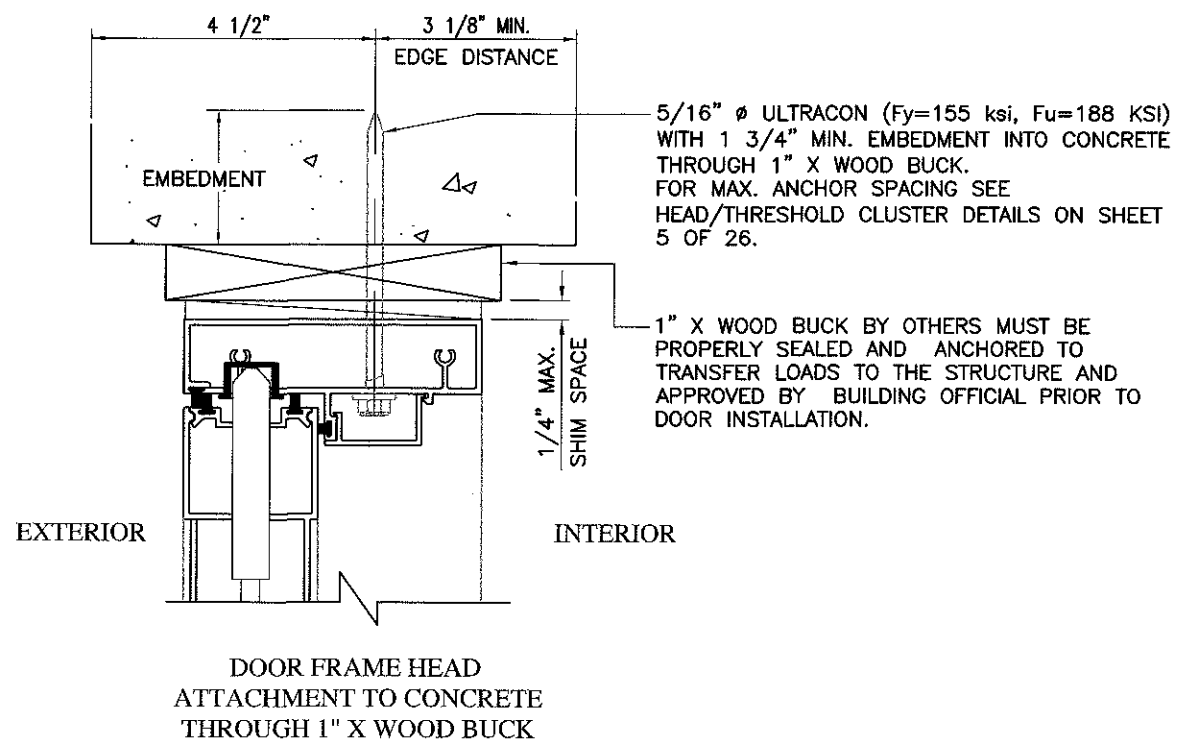 4 1/2"
3 1/8" MIN.
EDGE DISTANCE
5/16" ø ULTRACON (Fy=155 ksi, Fu=188 KSI)
WITH 1 3/4" MIN. EMBEDMENT INTO CONCRETE
THROUGH 1" X WOOD BUCK.
FOR MAX. ANCHOR SPACING SEE
HEAD/THRESHOLD CLUSTER DETAILS ON SHEET
5 OF 26.
EMBEDMENT
1" X WOOD BUCK BY OTHERS MUST BE
PROPERLY SEALED AND ANCHORED TO
TRANSFER LOADS TO THE STRUCTURE AND
APPROVED BY BUILDING OFFICIAL PRIOR TO
DOOR INSTALLATION.
1/4" MAX.
SHIM SPACE
EXTERIOR
INTERIOR
DOOR FRAME HEAD
ATTACHMENT TO CONCRETE
THROUGH 1" X WOOD BUCK